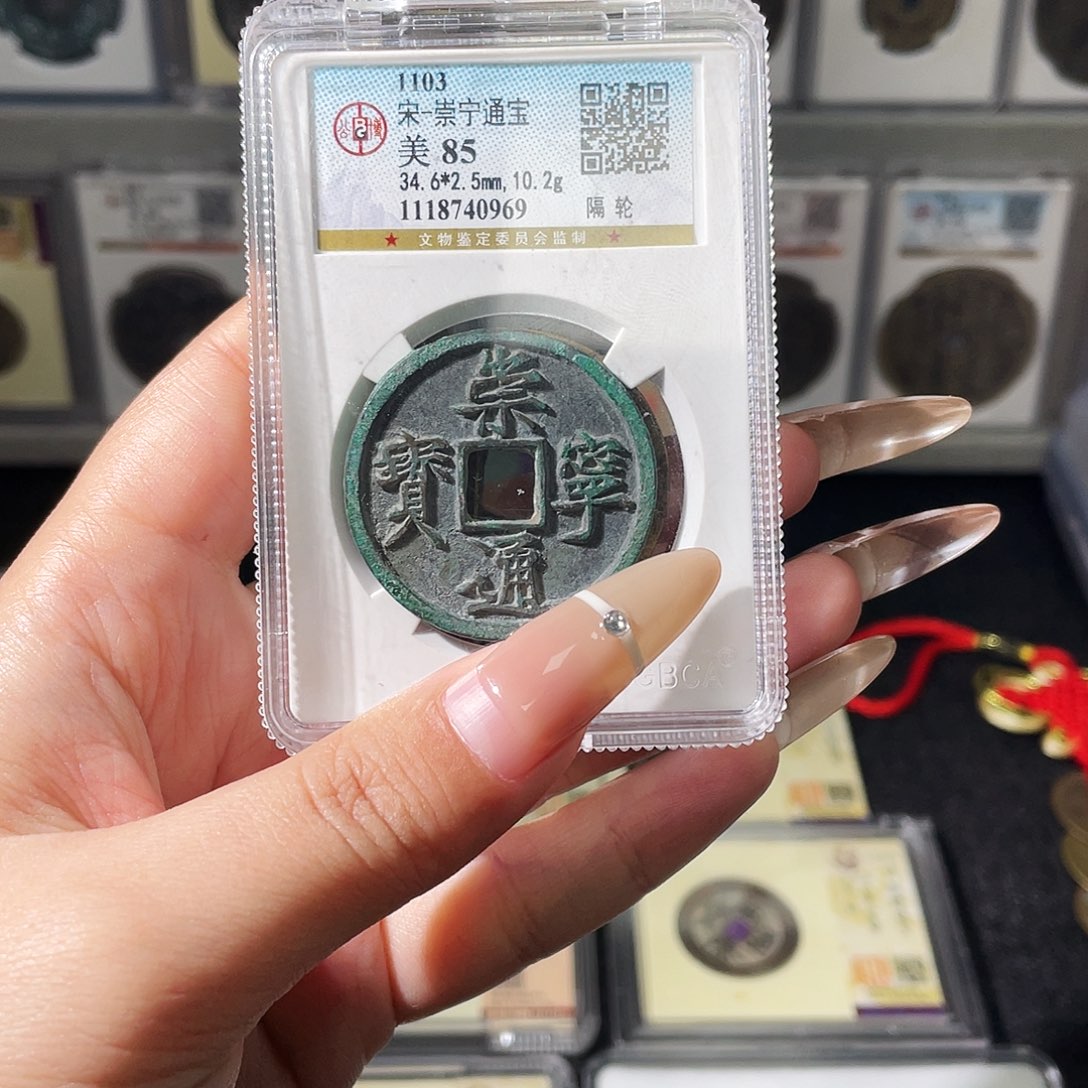 1103
宋-崇宁通宝
美 85
34.6*2.5mm, 10.2g
1118740969 隔轮
★ 文物鉴定委员会监制 ★
崇
寶 寧
通
GBCA